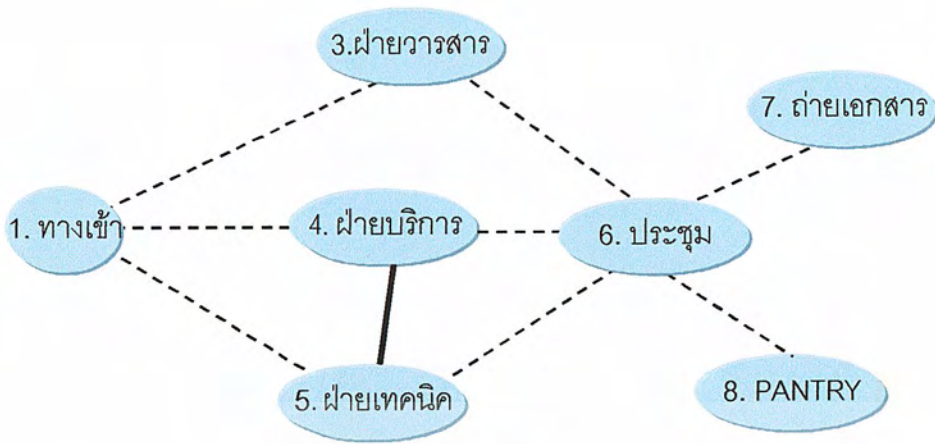 3.ฝ่ายวารสาร
7. ถ่ายเอกสาร
1. ทางเข้า
4. ฝ่ายบริการ
6. ประชุม
5. ฝ่ายเทคนิค
8. PANTRY